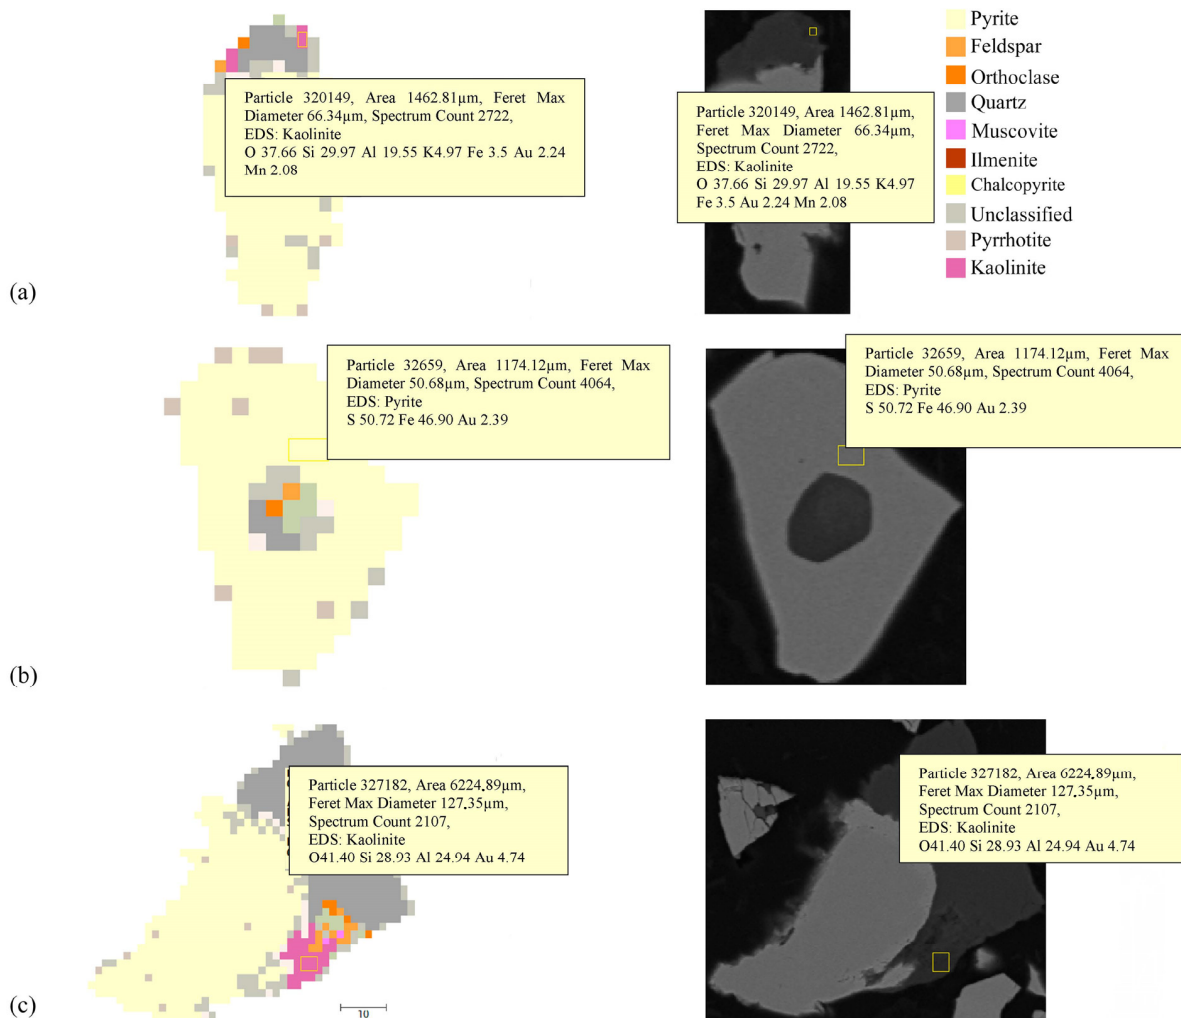 Particle 320149, Area 1462.81µm, Feret Max
Diameter 66.34µm, Spectrum Count 2722,
EDS: Kaolinite
O 37.66 Si 29.97 Al 19.55 K4.97 Fe 3.5 Au 2.24
Mn 2.08
Particle 320149, Area 1462.81µm,
Feret Max Diameter 66.34µm,
Spectrum Count 2722,
EDS: Kaolinite
O 37.66 Si 29.97 Al 19.55 K4.97
Fe 3.5 Au 2.24 Mn 2.08
Pyrite
Feldspar
Orthoclase
Quartz
Muscovite
Ilmenite
Chalcopyrite
Unclassified
Pyrrhotite
Kaolinite
(a)
Particle 32659, Area 1174.12µm, Feret Max
Diameter 50.68µm, Spectrum Count 4064,
EDS: Pyrite
S 50.72 Fe 46.90 Au 2.39
Particle 32659, Area 1174.12µm, Feret Max
Diameter 50.68µm, Spectrum Count 4064,
EDS: Pyrite
S 50.72 Fe 46.90 Au 2.39
(b)
Particle 327182, Area 6224.89µm,
Feret Max Diameter 127.35µm,
Spectrum Count 2107,
EDS: Kaolinite
O41.40 Si 28.93 Al 24.94 Au 4.74
Particle 327182, Area 6224.89µm,
Feret Max Diameter 127.35µm,
Spectrum Count 2107,
EDS: Kaolinite
O41.40 Si 28.93 Al 24.94 Au 4.74
(c)
10